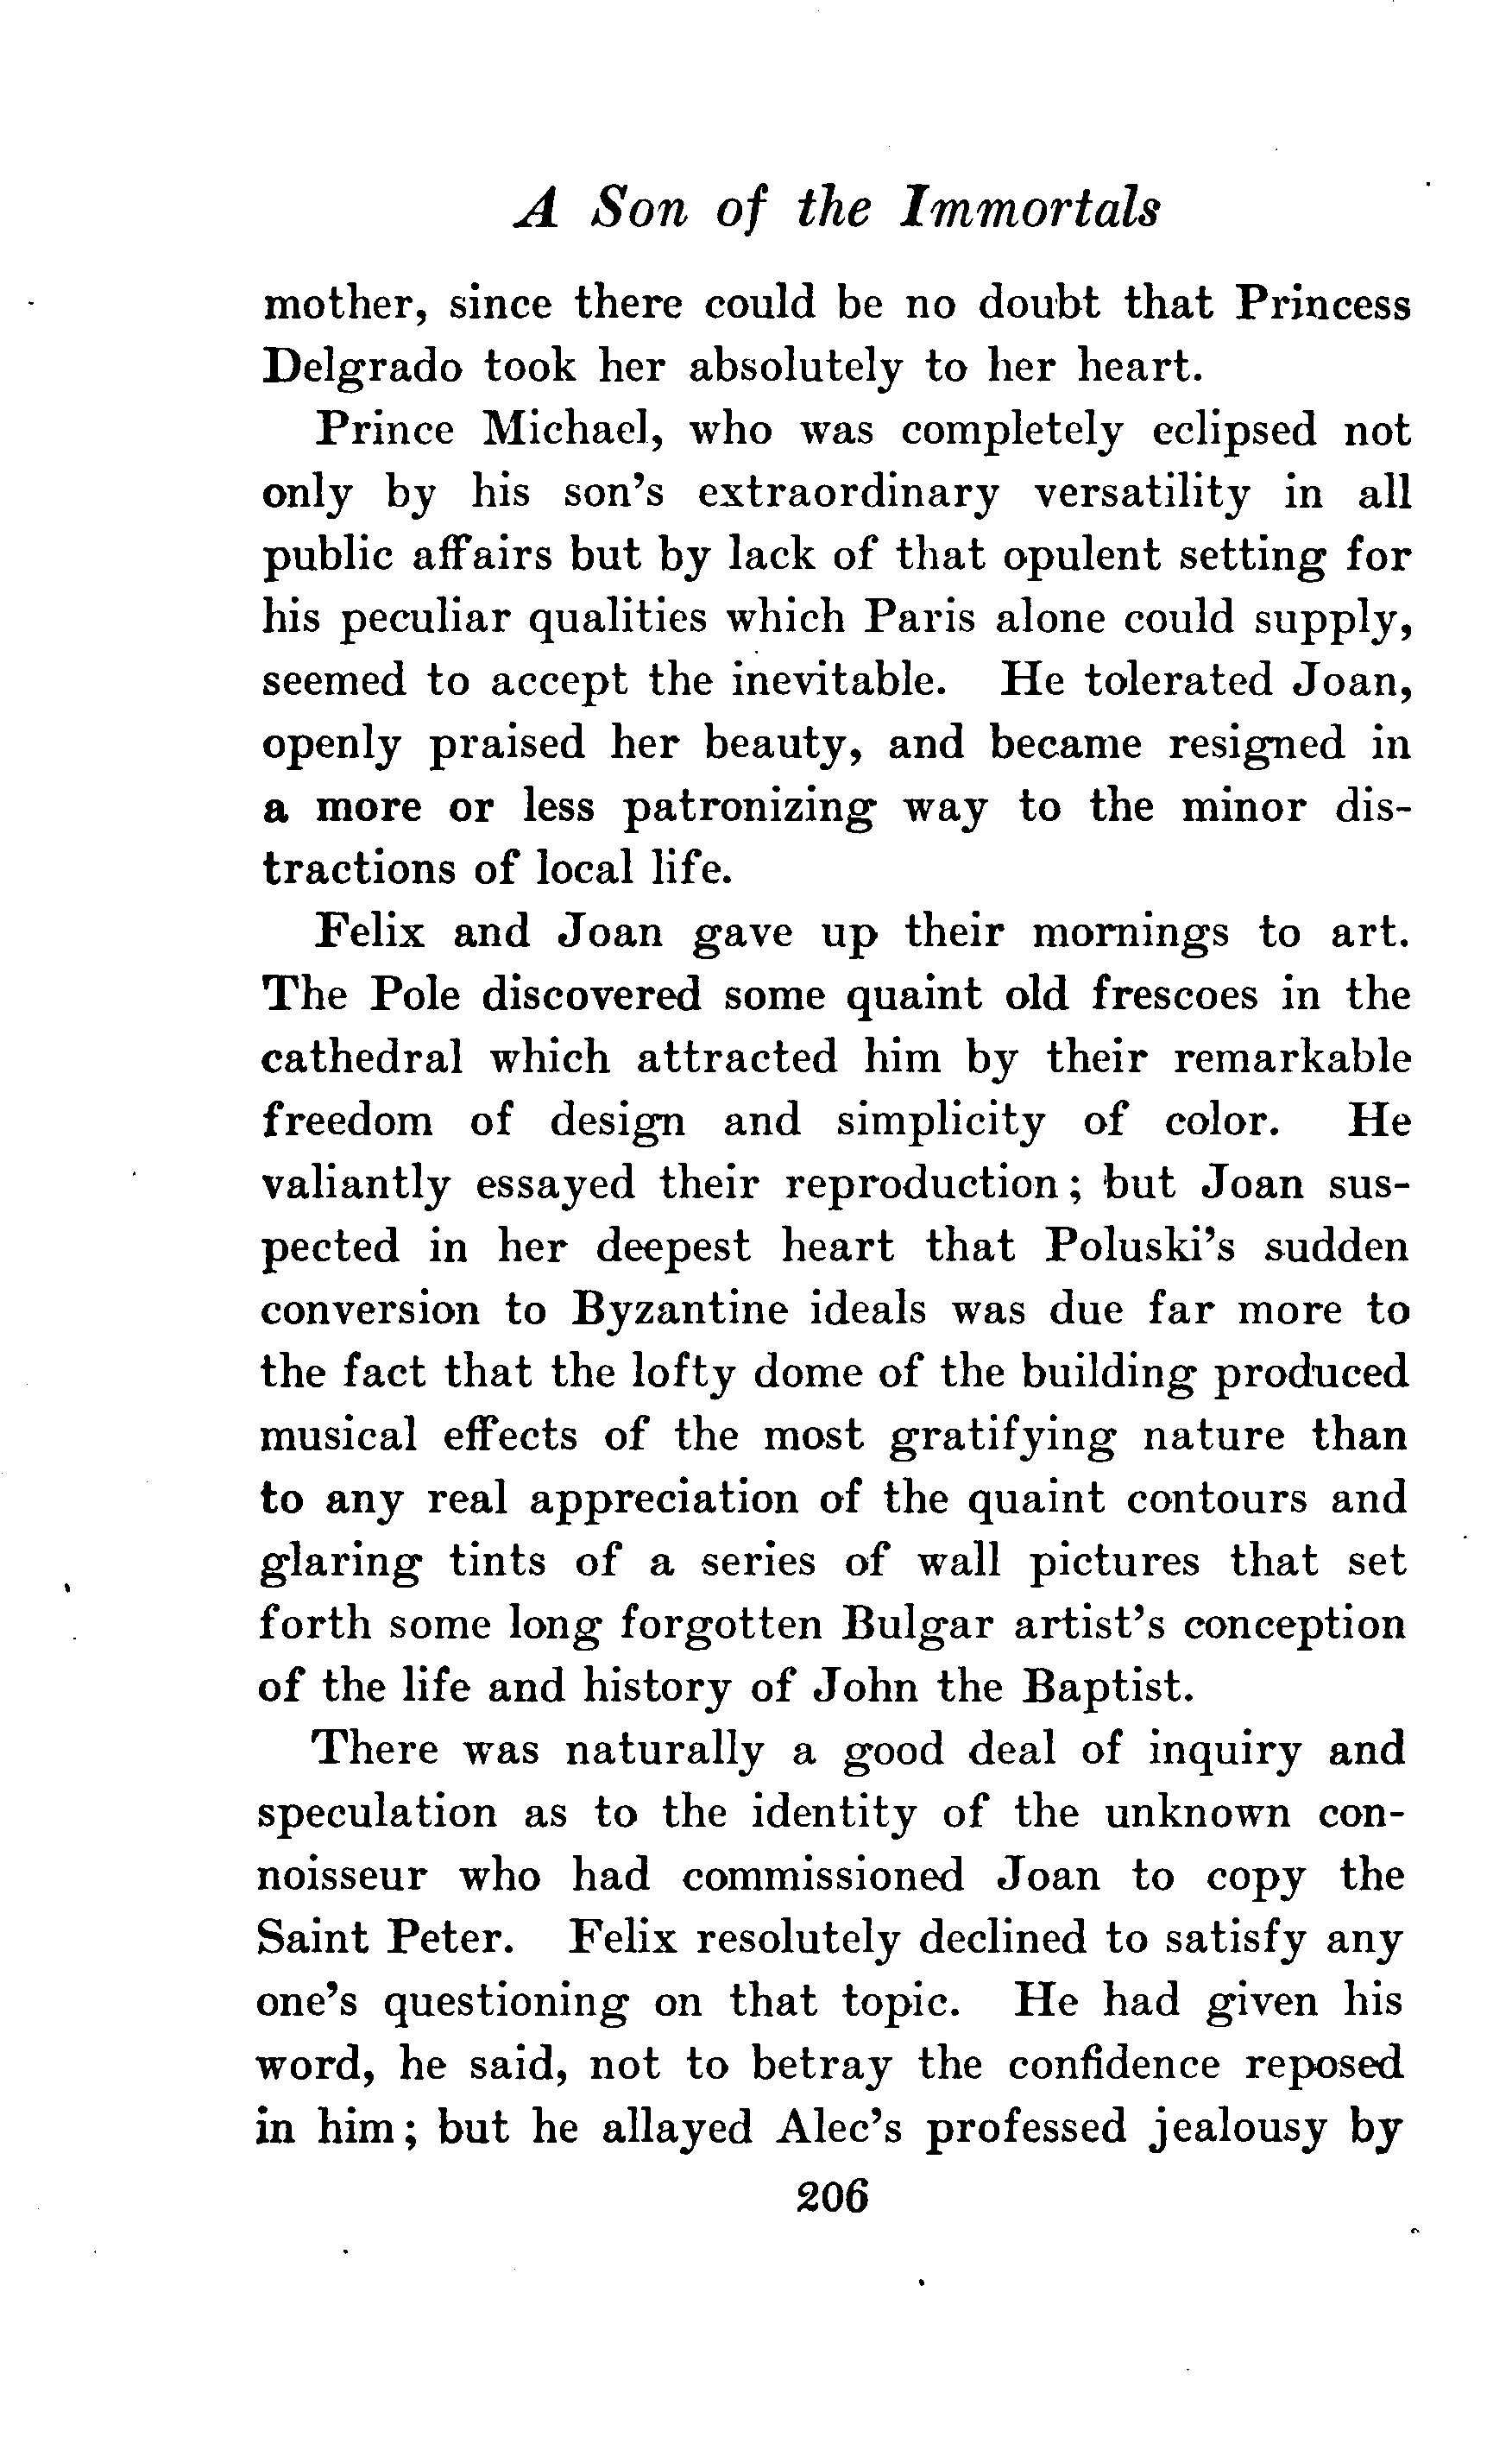 A Son of the Immortals
mother, since there could be no doubt that Princess
Delgrado took her absolutely to her heart.
Prince Michael, who was completely eclipsed not
only by his son's extraordinary versatility in all
public affairs but by lack of that opulent setting for
his peculiar qualities which Paris alone could supply,
seemed to accept the inevitable. He tolerated Joan,
openly praised her beauty, and became resigned in
a more or less patronizing way to the minor dis-
tractions of local life.
Felix and Joan gave up their mornings to art.
The Pole discovered some quaint old frescoes in the
cathedral which attracted him by their remarkable
freedom of design and simplicity of color. He
valiantly essayed their reproduction; but Joan sus-
pected in her deepest heart that Poluski's sudden
conversion to Byzantine ideals was due far more to
the fact that the lofty dome of the building produced
musical effects of the most gratifying nature than
to any real appreciation of the quaint contours and
glaring tints of a series of wall pictures that set
forth some long forgotten Bulgar artist's conception
of the life and history of John the Baptist.
There was naturally a good deal of inquiry and
speculation as to the identity of the unknown con-
noisseur who had commissioned Joan to copy the
Saint Peter. Felix resolutely declined to satisfy any
one's questioning on that topic. He had given his
word, he said, not to betray the confidence reposed
in him; but he allayed Alec's professed jealousy by
206